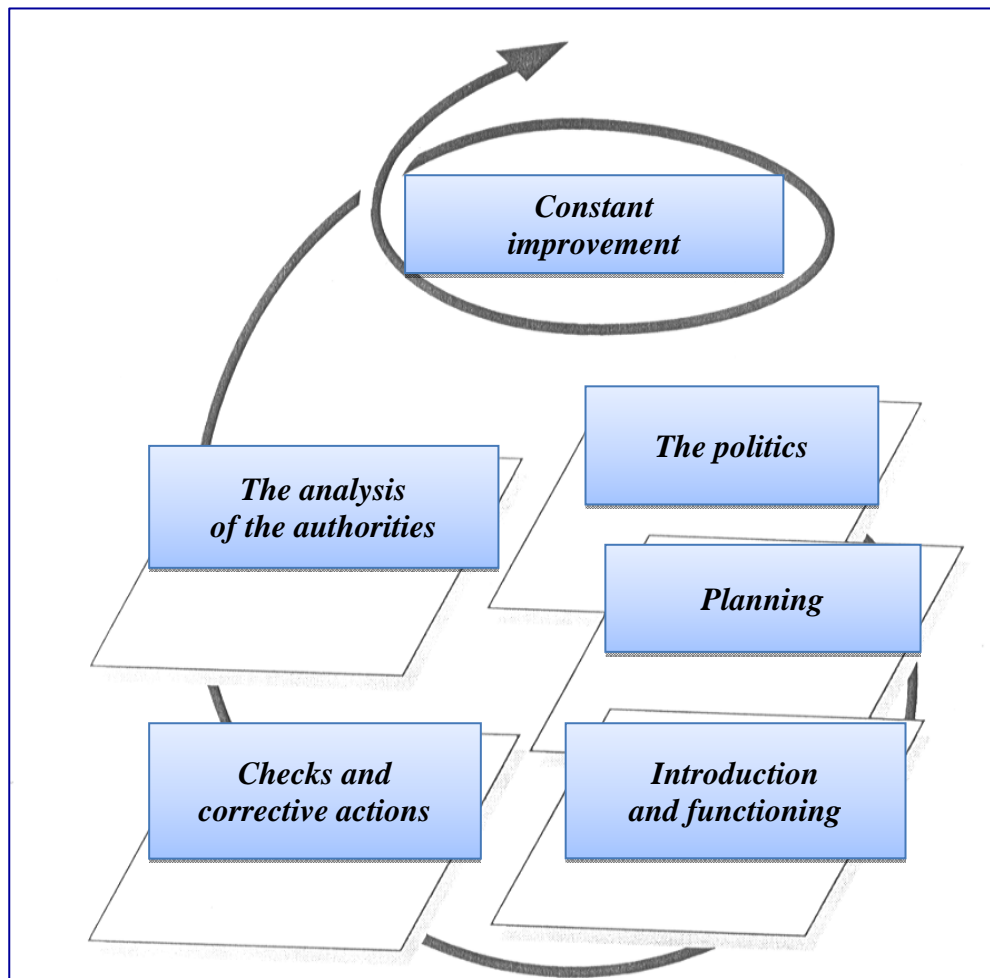 Constant
improvement
The politics
The analysis
of the authorities
Planning
Checks and
corrective actions
Introduction
and functioning